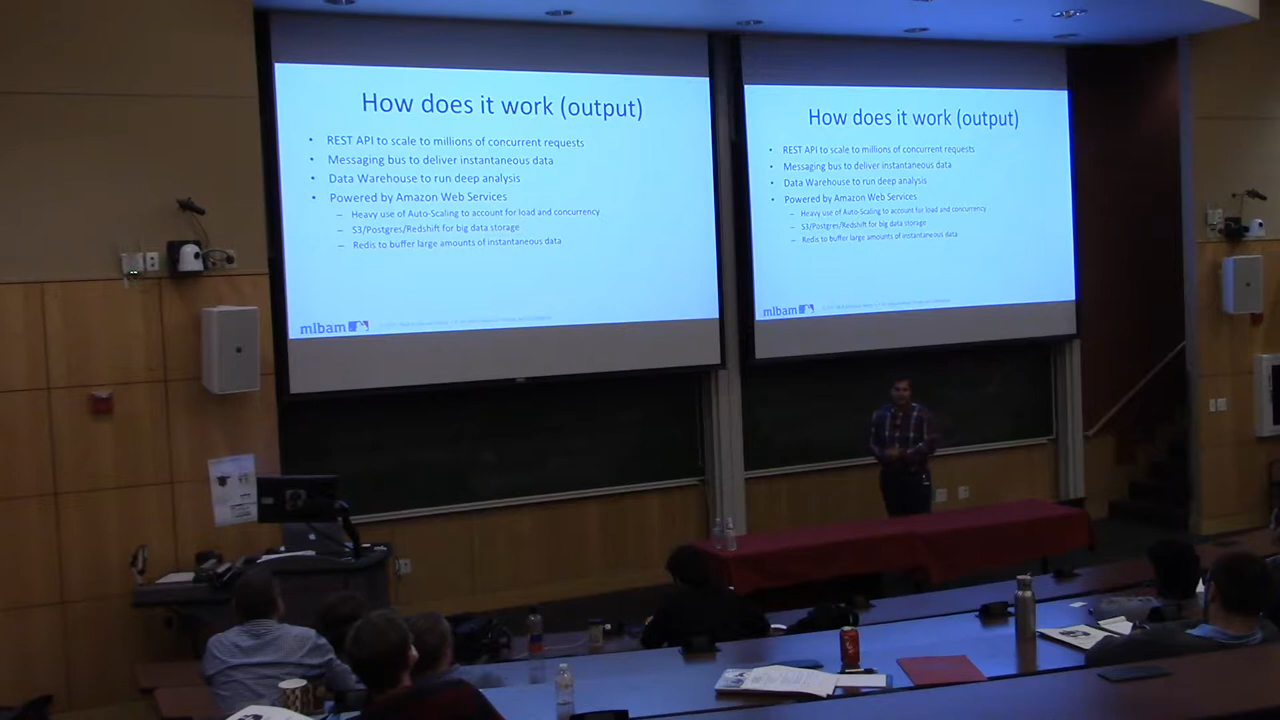 How does it work (output)
• REST API to scale to millions of concurrent requests
• Messaging bus to deliver instantaneous data
• Data Warehouse to run deep analysis
• Powered by Amazon Web Services
– Heavy use of Auto-Scaling to account for load and concurrency
– S3/Postgres/Redshift for big data storage
– Redis to buffer large amounts of instantaneous data
mlbam
How does it work (output)
• REST API to scale to millions of concurrent requests
• Messaging bus to deliver instantaneous data
• Data Warehouse to run deep analysis
• Powered by Amazon Web Services
– Heavy use of Auto-Scaling to account for load and concurrency
– S3/Postgres/Redshift for big data storage
– Redis to buffer large amounts of instantaneous data
mlbam